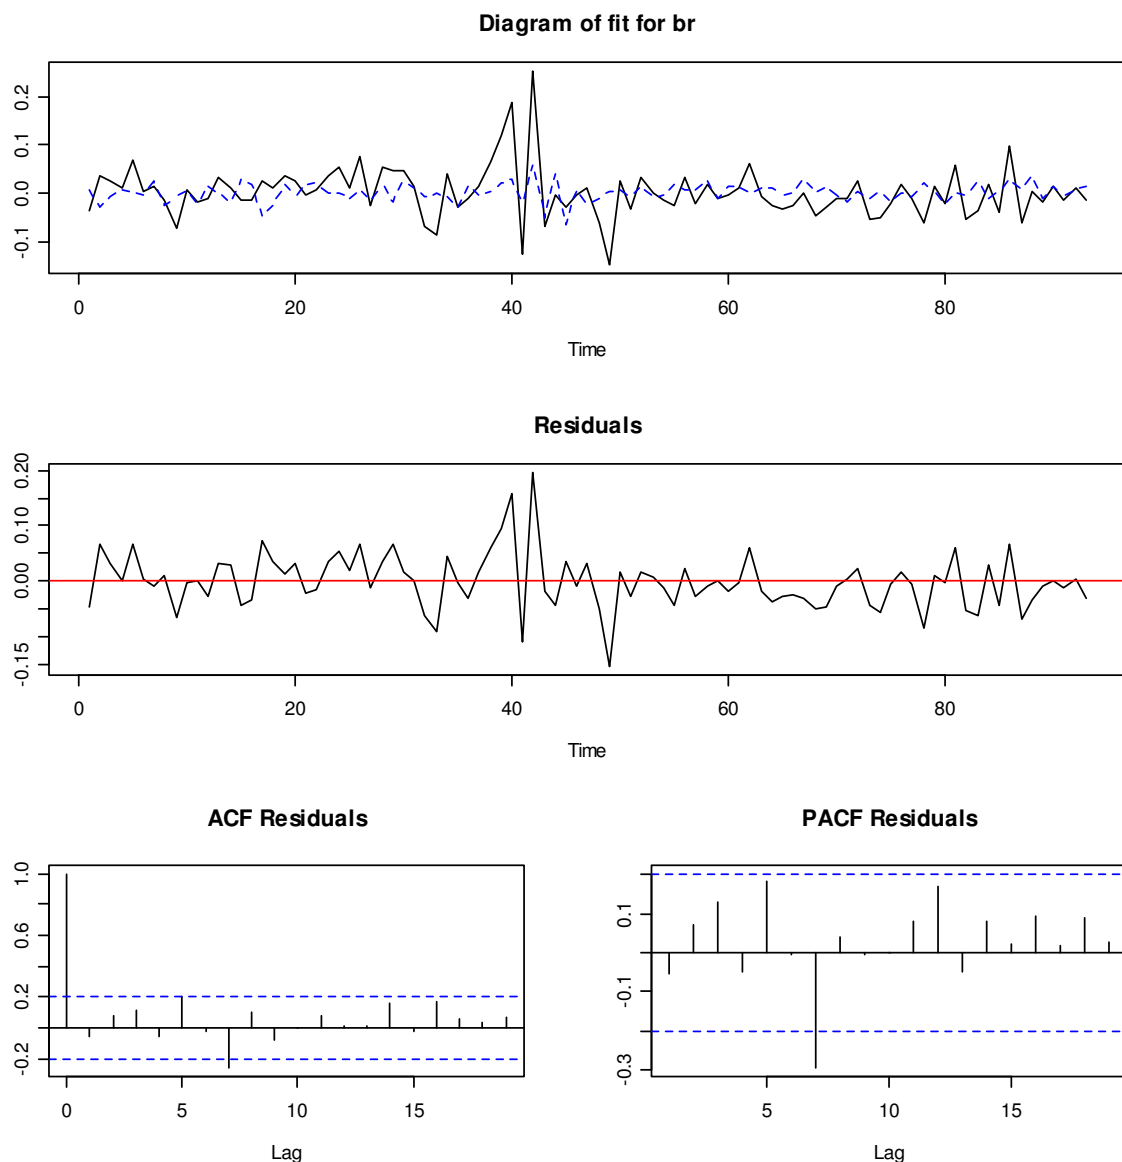 Diagram of fit for br
0.2
0.1
0.0
-0.1
0 20 40 60 80
Time
Residuals
0.20
0.10
0.00
-0.15
0 20 40 60 80
Time
ACF Residuals
1.0
0.6
0.2
-0.2
0 5 10 15
Lag
PACF Residuals
0.1
-0.1
-0.3
5 10 15
Lag